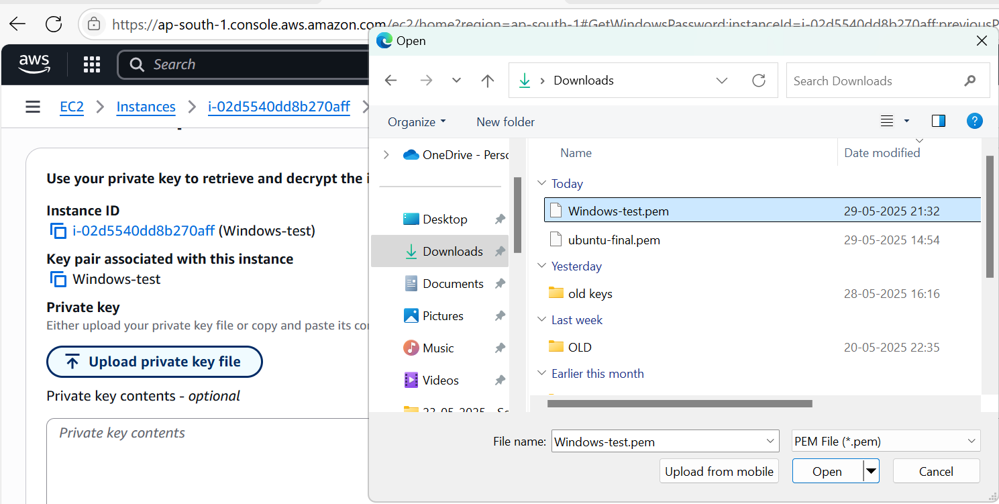 https://ap-south-1.console.aws.amazon.com/ec2/home?region=ap-south-1#GetWindowsPassword:instanceId=i-02d5540dd8b270aff;previousP
Open
aws
Search
Downloads
Search Downloads
EC2
Instances
i-02d5540dd8b270aff
Organize
New folder
?
OneDrive - Perso
Desktop
Downloads
Documents
Pictures
Music
Videos
23-05-2025
Name Date modified
Today
Windows-test.pem 29-05-2025 21:32
ubuntu-final.pem 29-05-2025 14:54
Yesterday
old keys 28-05-2025 16:16
Last week
OLD 20-05-2025 22:35
Earlier this month
File name: Windows-test.pem PEM File (*.pem)
Upload from mobile Open Cancel
Use your private key to retrieve and decrypt the
Instance ID
i-02d5540dd8b270aff (Windows-test)
Key pair associated with this instance
Windows-test
Private key
Either upload your private key file or copy and paste its co
Upload private key file
Private key contents - optional
Private key contents